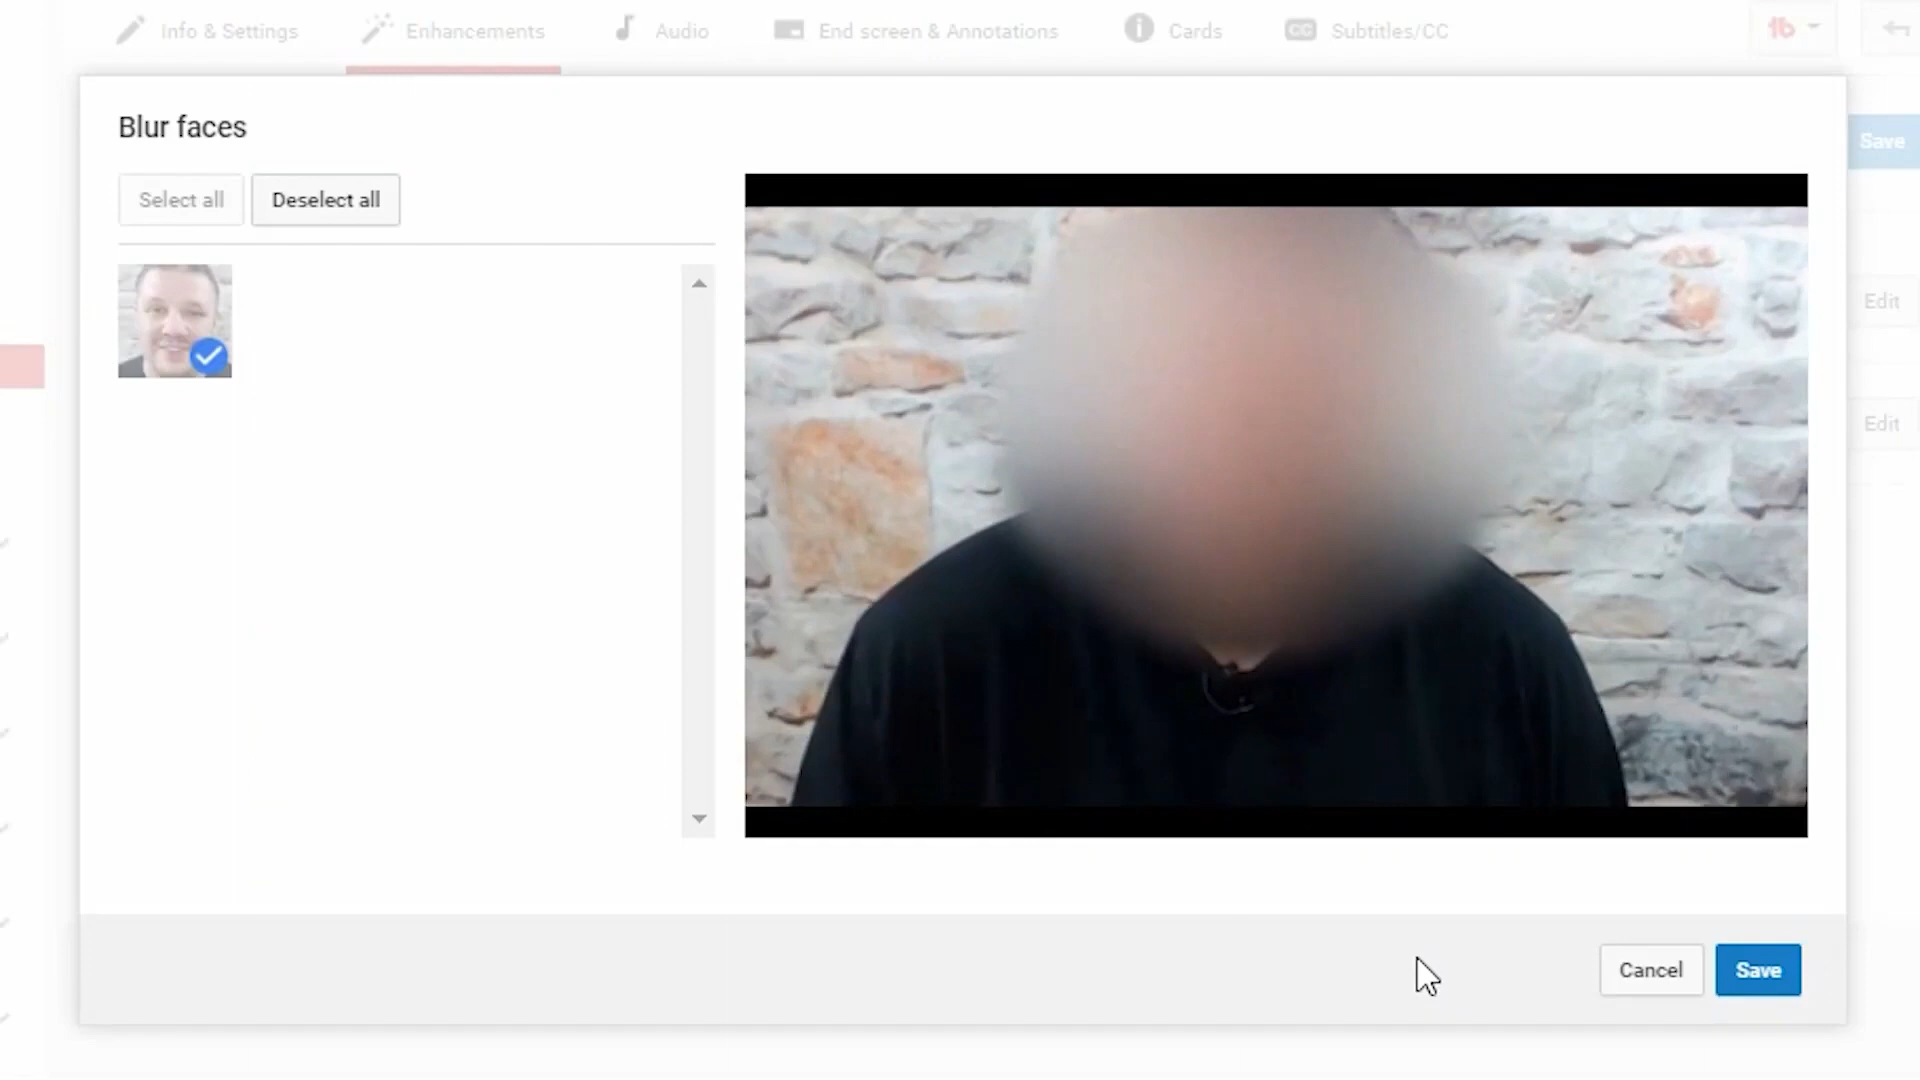 Info & Settings
Enhancements
Audio
End screen & Annotations
Cards
CC Subtitles/CC
Blur faces
Save
Select all
Deselect all
Edit
Edit
Cancel
Save